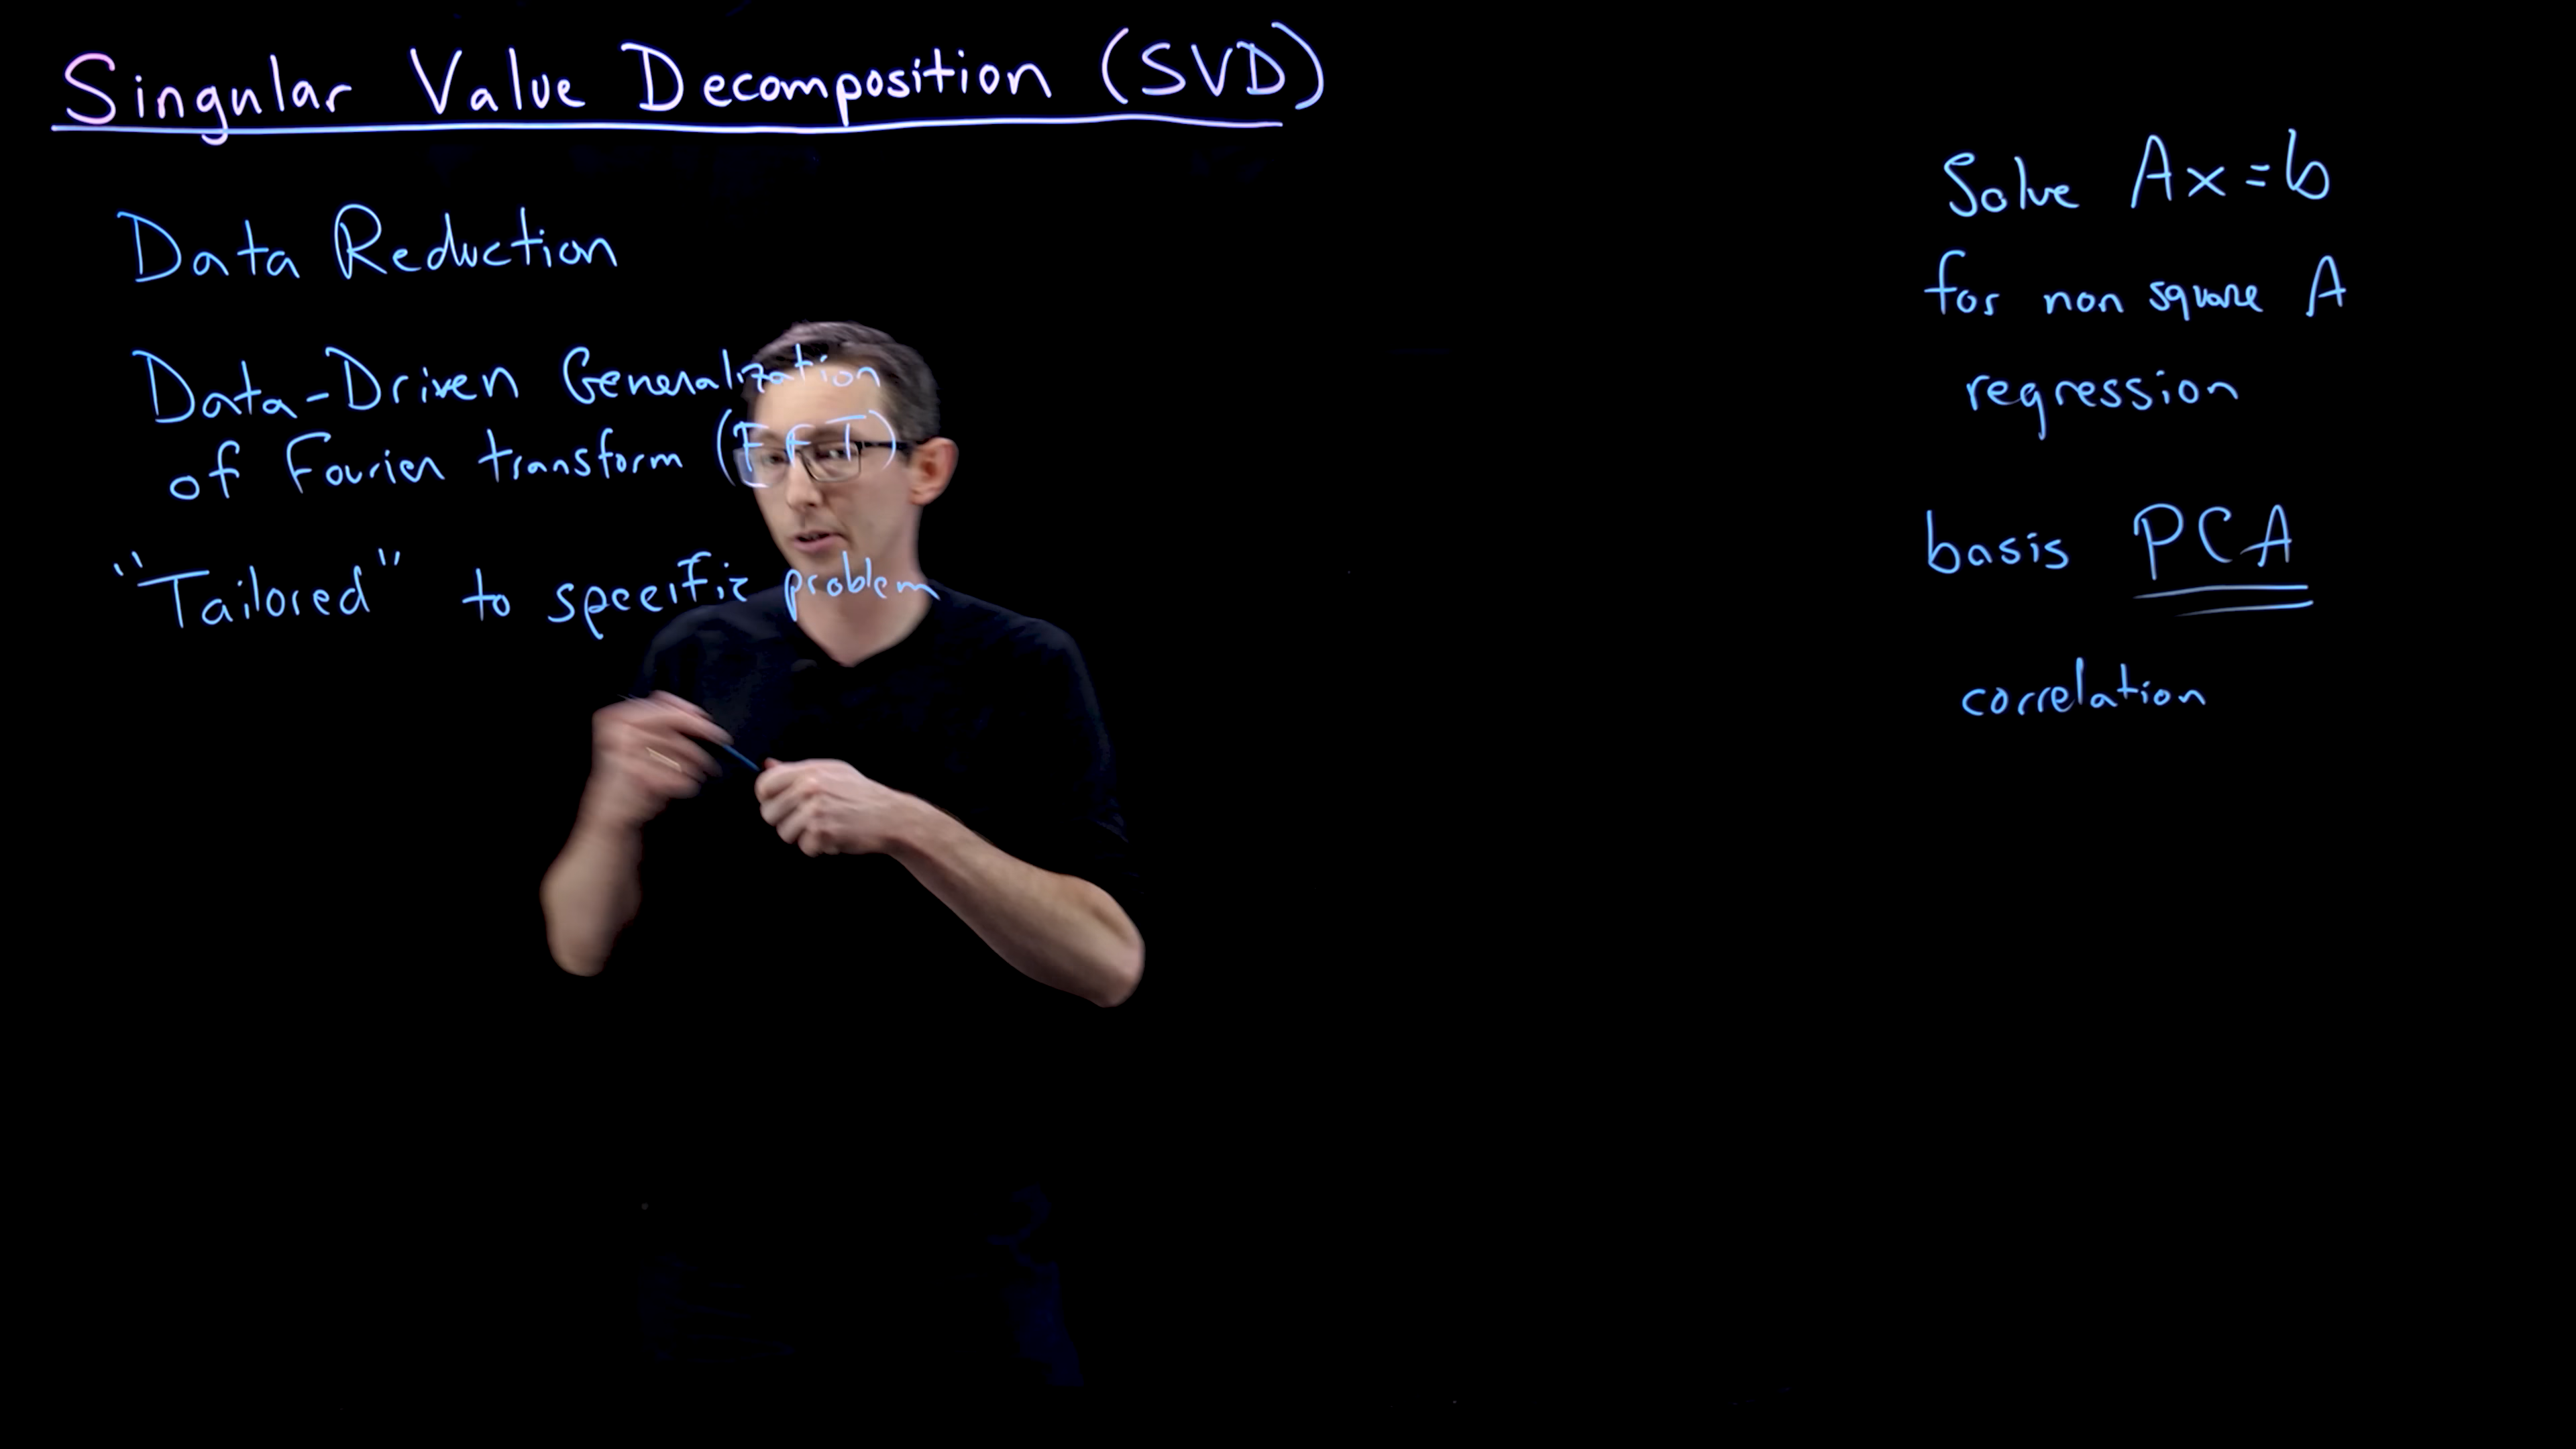 Singular Value Decomposition (SVD)
Data Reduction
Data-Driven Generalization
of Fourier transform (FFT)
"Tailored" to specific problem
Solve Ax=b
for non square A
regression
basis PCA
correlation